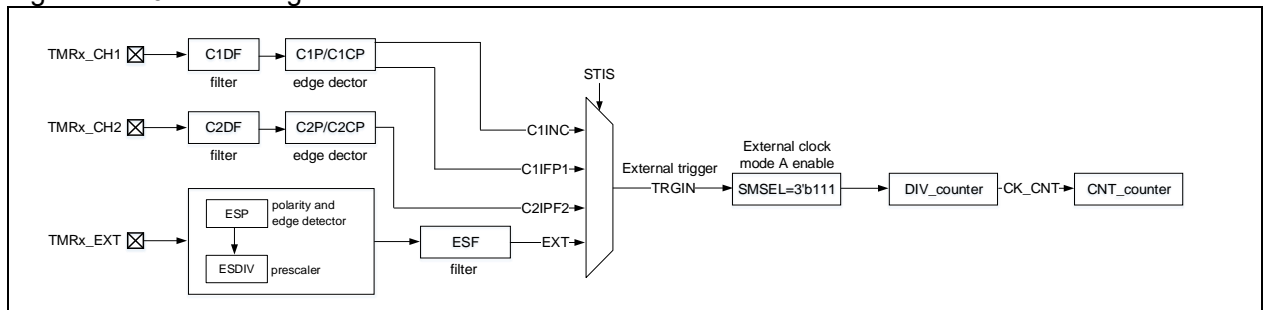 TMRx_CH1
C1DF
C1P/C1CP
filter
edge dector
STIS
TMRx_CH2
C2DF
C2P/C2CP
filter
edge dector
C1INC
C1IFP1
C2IPF2
EXT
External trigger
TRGIN
External clock
mode A enable
SMSEL=3'b111
DIV_counter
CK_CNT
CNT_counter
TMRx_EXT
ESP
polarity and
edge detector
ESDIV
prescaler
ESF
filter